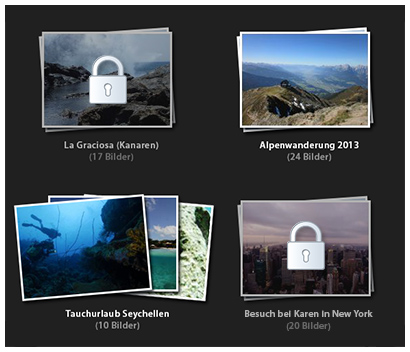 La Graciosa (Kanaren)
(17 Bilder)
Alpenwanderung 2013
(24 Bilder)
Tauchurlaub Seychellen
(10 Bilder)
Besuch bei Karen in New York
(20 Bilder)